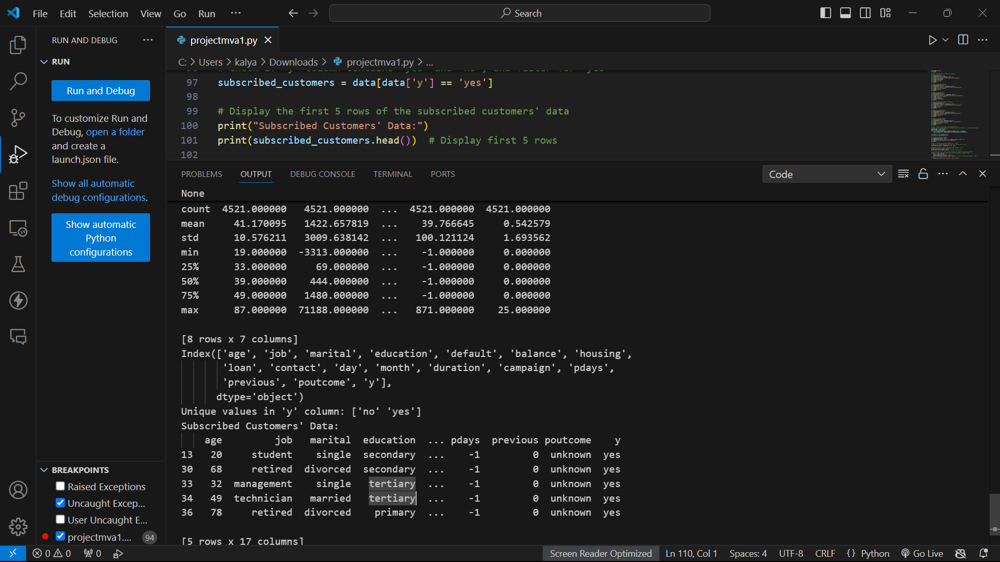 File Edit Selection View Go Run ...
Search
RUN AND DEBUG ...
RUN
Run and Debug
To customize Run and
Debug, open a folder
and create a
launch.json file.
Show all automatic
debug configurations.
Show automatic
Python
configurations
BREAKPOINTS
Raised Exceptions
Uncaught Excep...
User Uncaught E...
projectmva1.... 94
projectmva1.py
C: > Users > kalya > Downloads > projectmva1.py > ...
97 subscribed_customers = data[data['y'] == 'yes']
98
99 # Display the first 5 rows of the subscribed customers' data
100 print("Subscribed Customers' Data:")
101 print(subscribed_customers.head()) # Display first 5 rows
102
PROBLEMS OUTPUT DEBUG CONSOLE TERMINAL PORTS
Code
None
count 4521.000000 4521.000000 ... 4521.000000 4521.000000
mean 41.170095 1422.657819 ... 39.766645 0.542579
std 10.576211 3009.638142 ... 100.121124 1.693562
min 19.000000 -3313.000000 ... -1.000000 0.000000
25% 33.000000 69.000000 ... -1.000000 0.000000
50% 39.000000 444.000000 ... -1.000000 0.000000
75% 49.000000 1480.000000 ... -1.000000 0.000000
max 87.000000 71188.000000 ... 871.000000 25.000000
[8 rows x 7 columns]
Index(['age', 'job', 'marital', 'education', 'default', 'balance', 'housing',
'loan', 'contact', 'day', 'month', 'duration', 'campaign', 'pdays',
'previous', 'poutcome', 'y'],
dtype='object')
Unique values in 'y' column: ['no' 'yes']
Subscribed Customers' Data:
age job marital education ... pdays previous poutcome y
13 20 student single secondary ... -1 0 unknown yes
30 68 retired divorced secondary ... -1 0 unknown yes
33 32 management single tertiary ... -1 0 unknown yes
34 49 technician married tertiary ... -1 0 unknown yes
36 78 retired divorced primary ... -1 0 unknown yes
[5 rows x 17 columns]
0 0 0 Screen Reader Optimized Ln 110, Col 1 Spaces: 4 UTF-8 CRLF {} Python Go Live